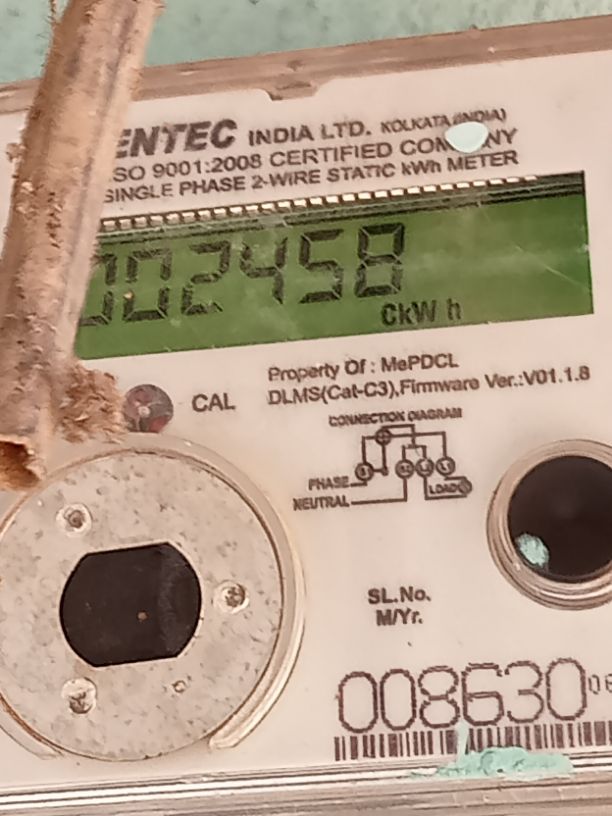 ENTEC INDIA LTD. KOLKATA (INDIA)
ISO 9001:2008 CERTIFIED
SINGLE PHASE 2-WIRE STATIC kWh METER
002458
CkW h
Property Of : MePDCL
CAL
DLMS(Cat-C3),Firmware Ver.:V01.1.8
CONNECTION DIAGRAM
PHASE
NEUTRAL
LOAD
SL.No.
M/Yr.
008630